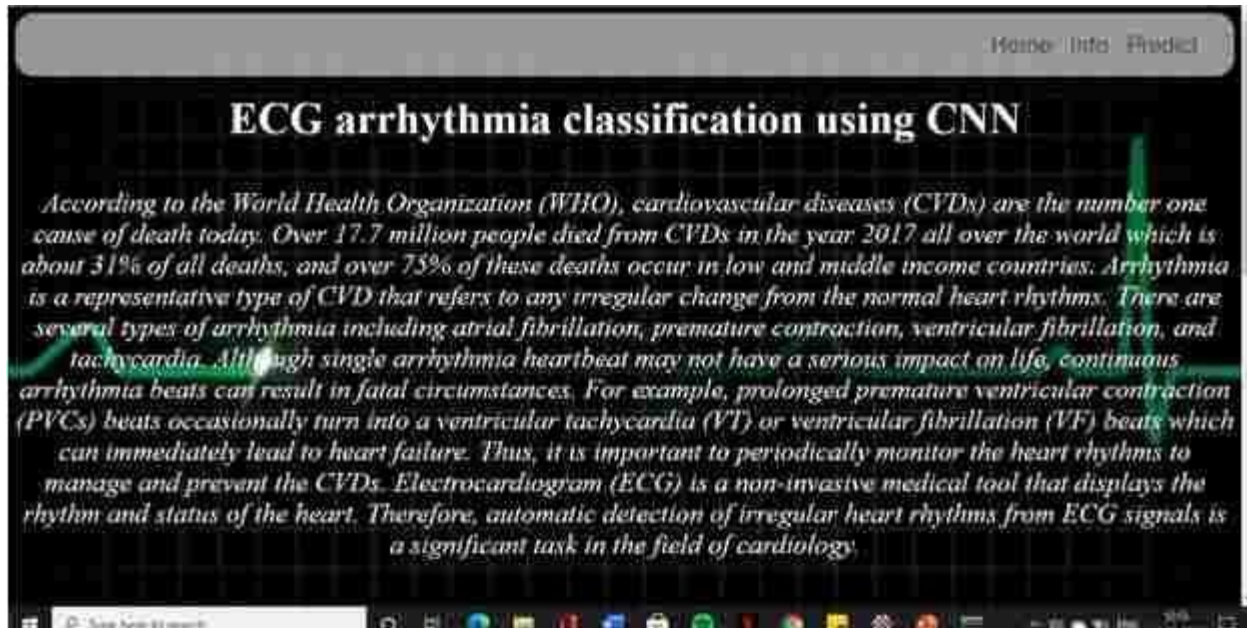 Home Info Predict
ECG arrhythmia classification using CNN
According to the World Health Organization (WHO), cardiovascular diseases (CVDs) are the number one
cause of death today. Over 17.7 million people died from CVDs in the year 2017 all over the world which is
about 31% of all deaths, and over 75% of these deaths occur in low and middle income countries. Arrhythmia
is a representative type of CVD that refers to any irregular change from the normal heart rhythms. There are
several types of arrhythmia including atrial fibrillation, premature contraction, ventricular fibrillation, and
tachycardia. Although single arrhythmia heartbeat may not have a serious impact on life, continuous
arrhythmia beats can result in fatal circumstances. For example, prolonged premature ventricular contraction
(PVCs) beats occasionally turn into a ventricular tachycardia (VT) or ventricular fibrillation (VF) beats which
can immediately lead to heart failure. Thus, it is important to periodically monitor the heart rhythms to
manage and prevent the CVDs. Electrocardiogram (ECG) is a non-invasive medical tool that displays the
rhythm and status of the heart. Therefore, automatic detection of irregular heart rhythms from ECG signals is
a significant task in the field of cardiology.
Type here to search